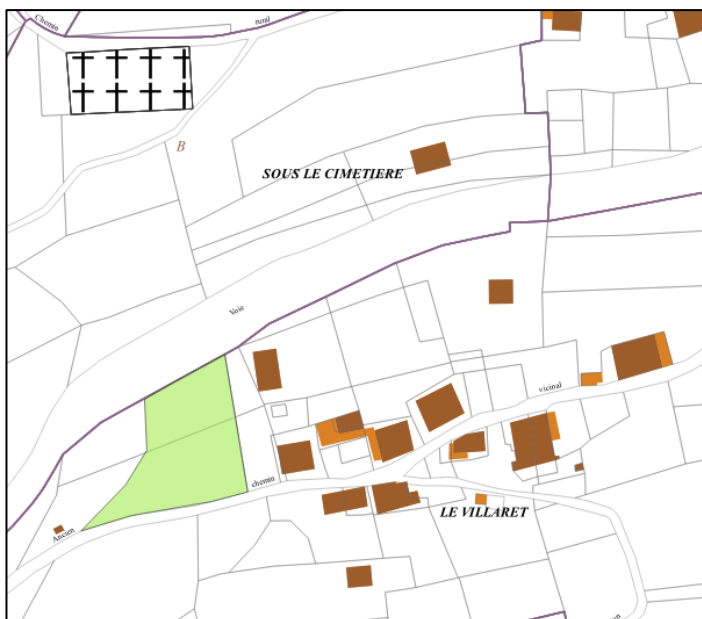 Chemin
rural
B
SOUS LE CIMETIERE
Voie
vicinal
chemin
LE VILLARET
Ancien